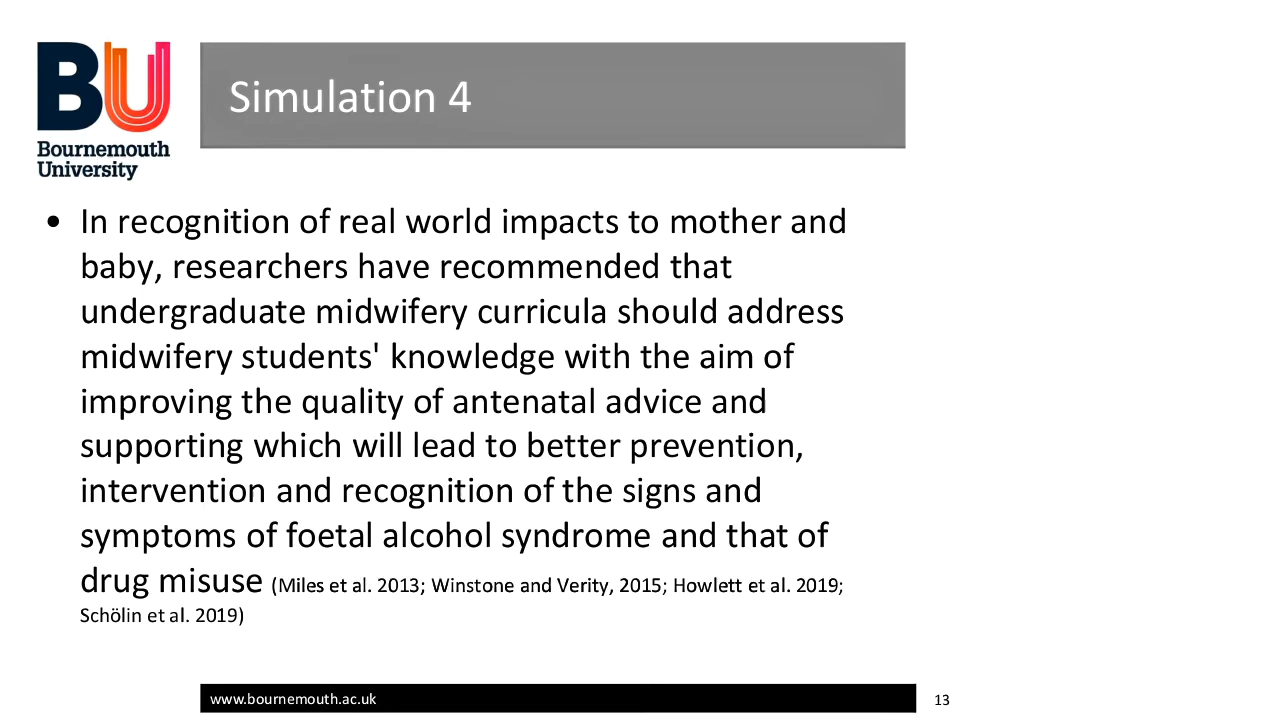 BU
Bournemouth
University
Simulation 4
• In recognition of real world impacts to mother and
baby, researchers have recommended that
undergraduate midwifery curricula should address
midwifery students' knowledge with the aim of
improving the quality of antenatal advice and
supporting which will lead to better prevention,
intervention and recognition of the signs and
symptoms of foetal alcohol syndrome and that of
drug misuse (Miles et al. 2013; Winstone and Verity, 2015; Howlett et al. 2019;
Schölin et al. 2019)
www.bournemouth.ac.uk
13